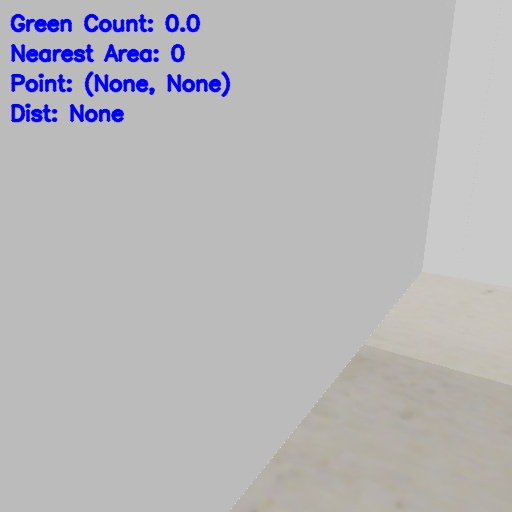 Green Count: 0.0
Nearest Area: 0
Point: (None, None)
Dist: None